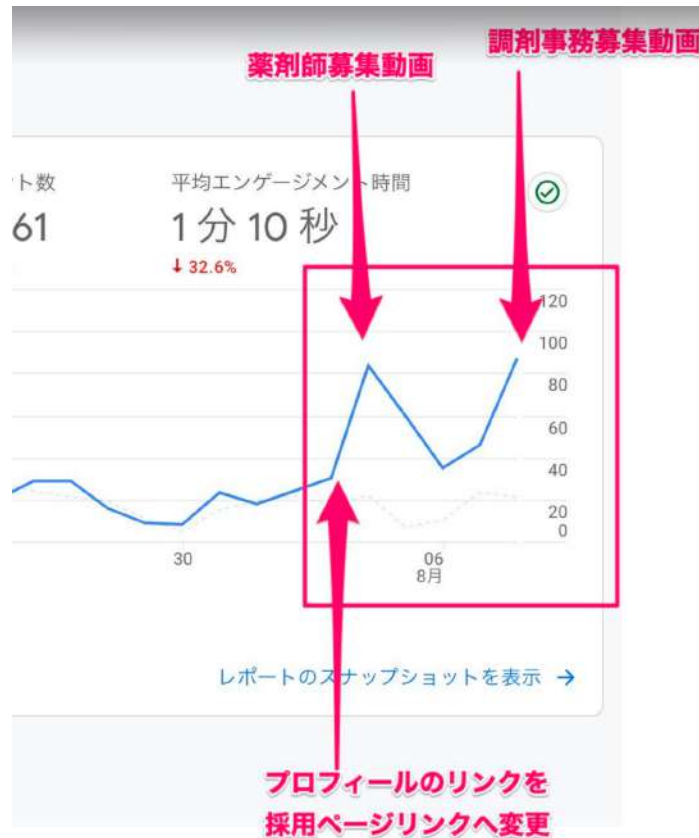 調剤事務募集動画
薬剤師募集動画
ト数
平均エンゲージメント時間
61
1分10秒
↓ 32.6%
120
100
80
60
40
20
0
30
06
8月
レポートのスナップショットを表示 →
プロフィールのリンクを
採用ページリンクへ変更